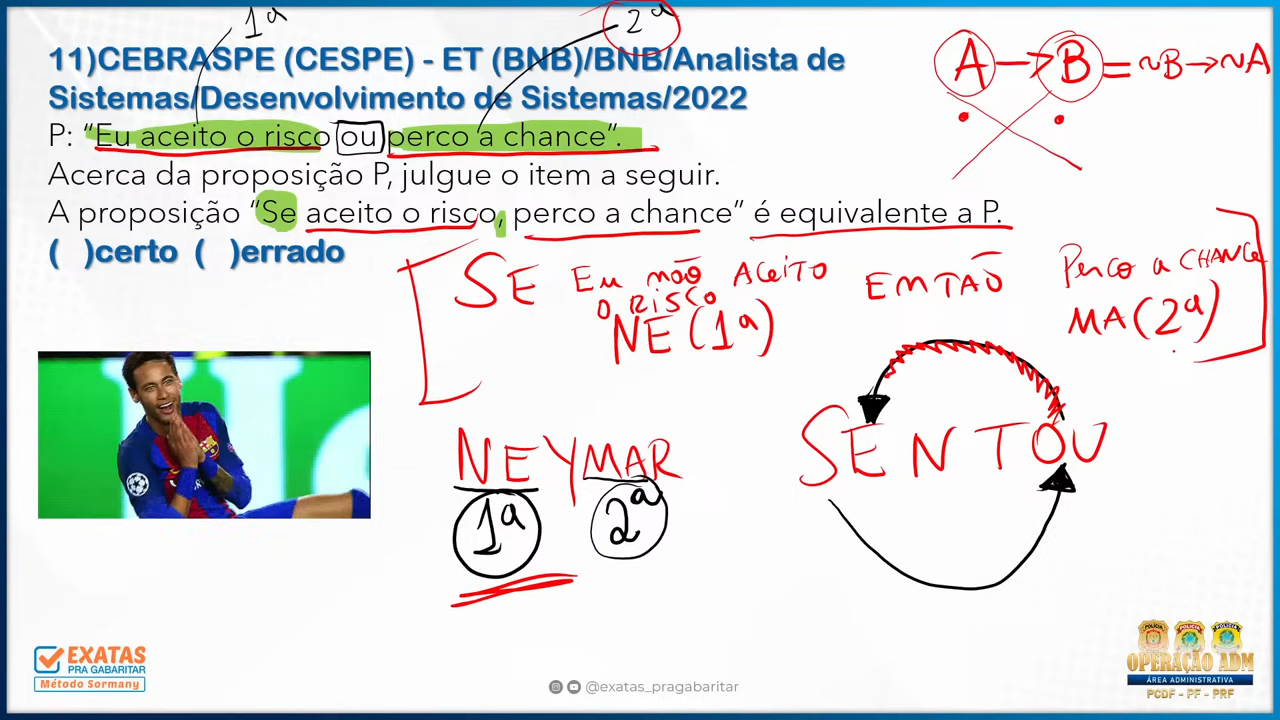 1ª
2ª
11)CEBRASPE (CESPE) - ET (BNB)/BNB/Analista de
Sistemas/Desenvolvimento de Sistemas/2022
A → B = ~B → ~A
P: "Eu aceito o risco ou perco a chance".
Acerca da proposição P, julgue o item a seguir.
A proposição "Se aceito o risco, perco a chance" é equivalente a P.
( )certo ( )errado
SE Eu não ACEITO O RISCO ENTÃO Perco a CHANCE
NE(1ª) MA(2ª)
NEYMAR
1ª 2ª
SENTOU
EXATAS
PRA GABARITAR
Método Sormany
@exatas_pragabaritar
POLÍCIA POLÍCIA POLÍCIA
OPERAÇÃO ADM
ÁREA ADMINISTRATIVA
PCDF - PF - PRF